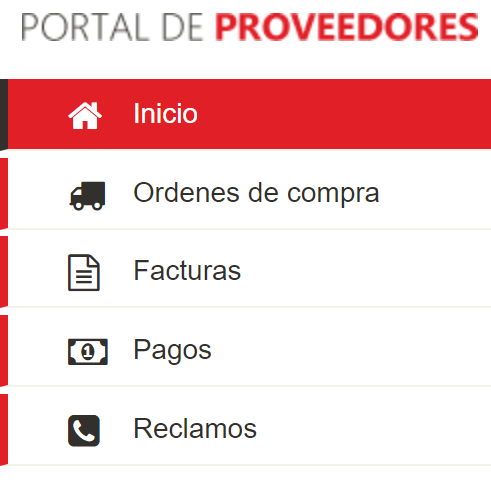 PORTAL DE PROVEEDORES
Inicio
Ordenes de compra
Facturas
Pagos
Reclamos